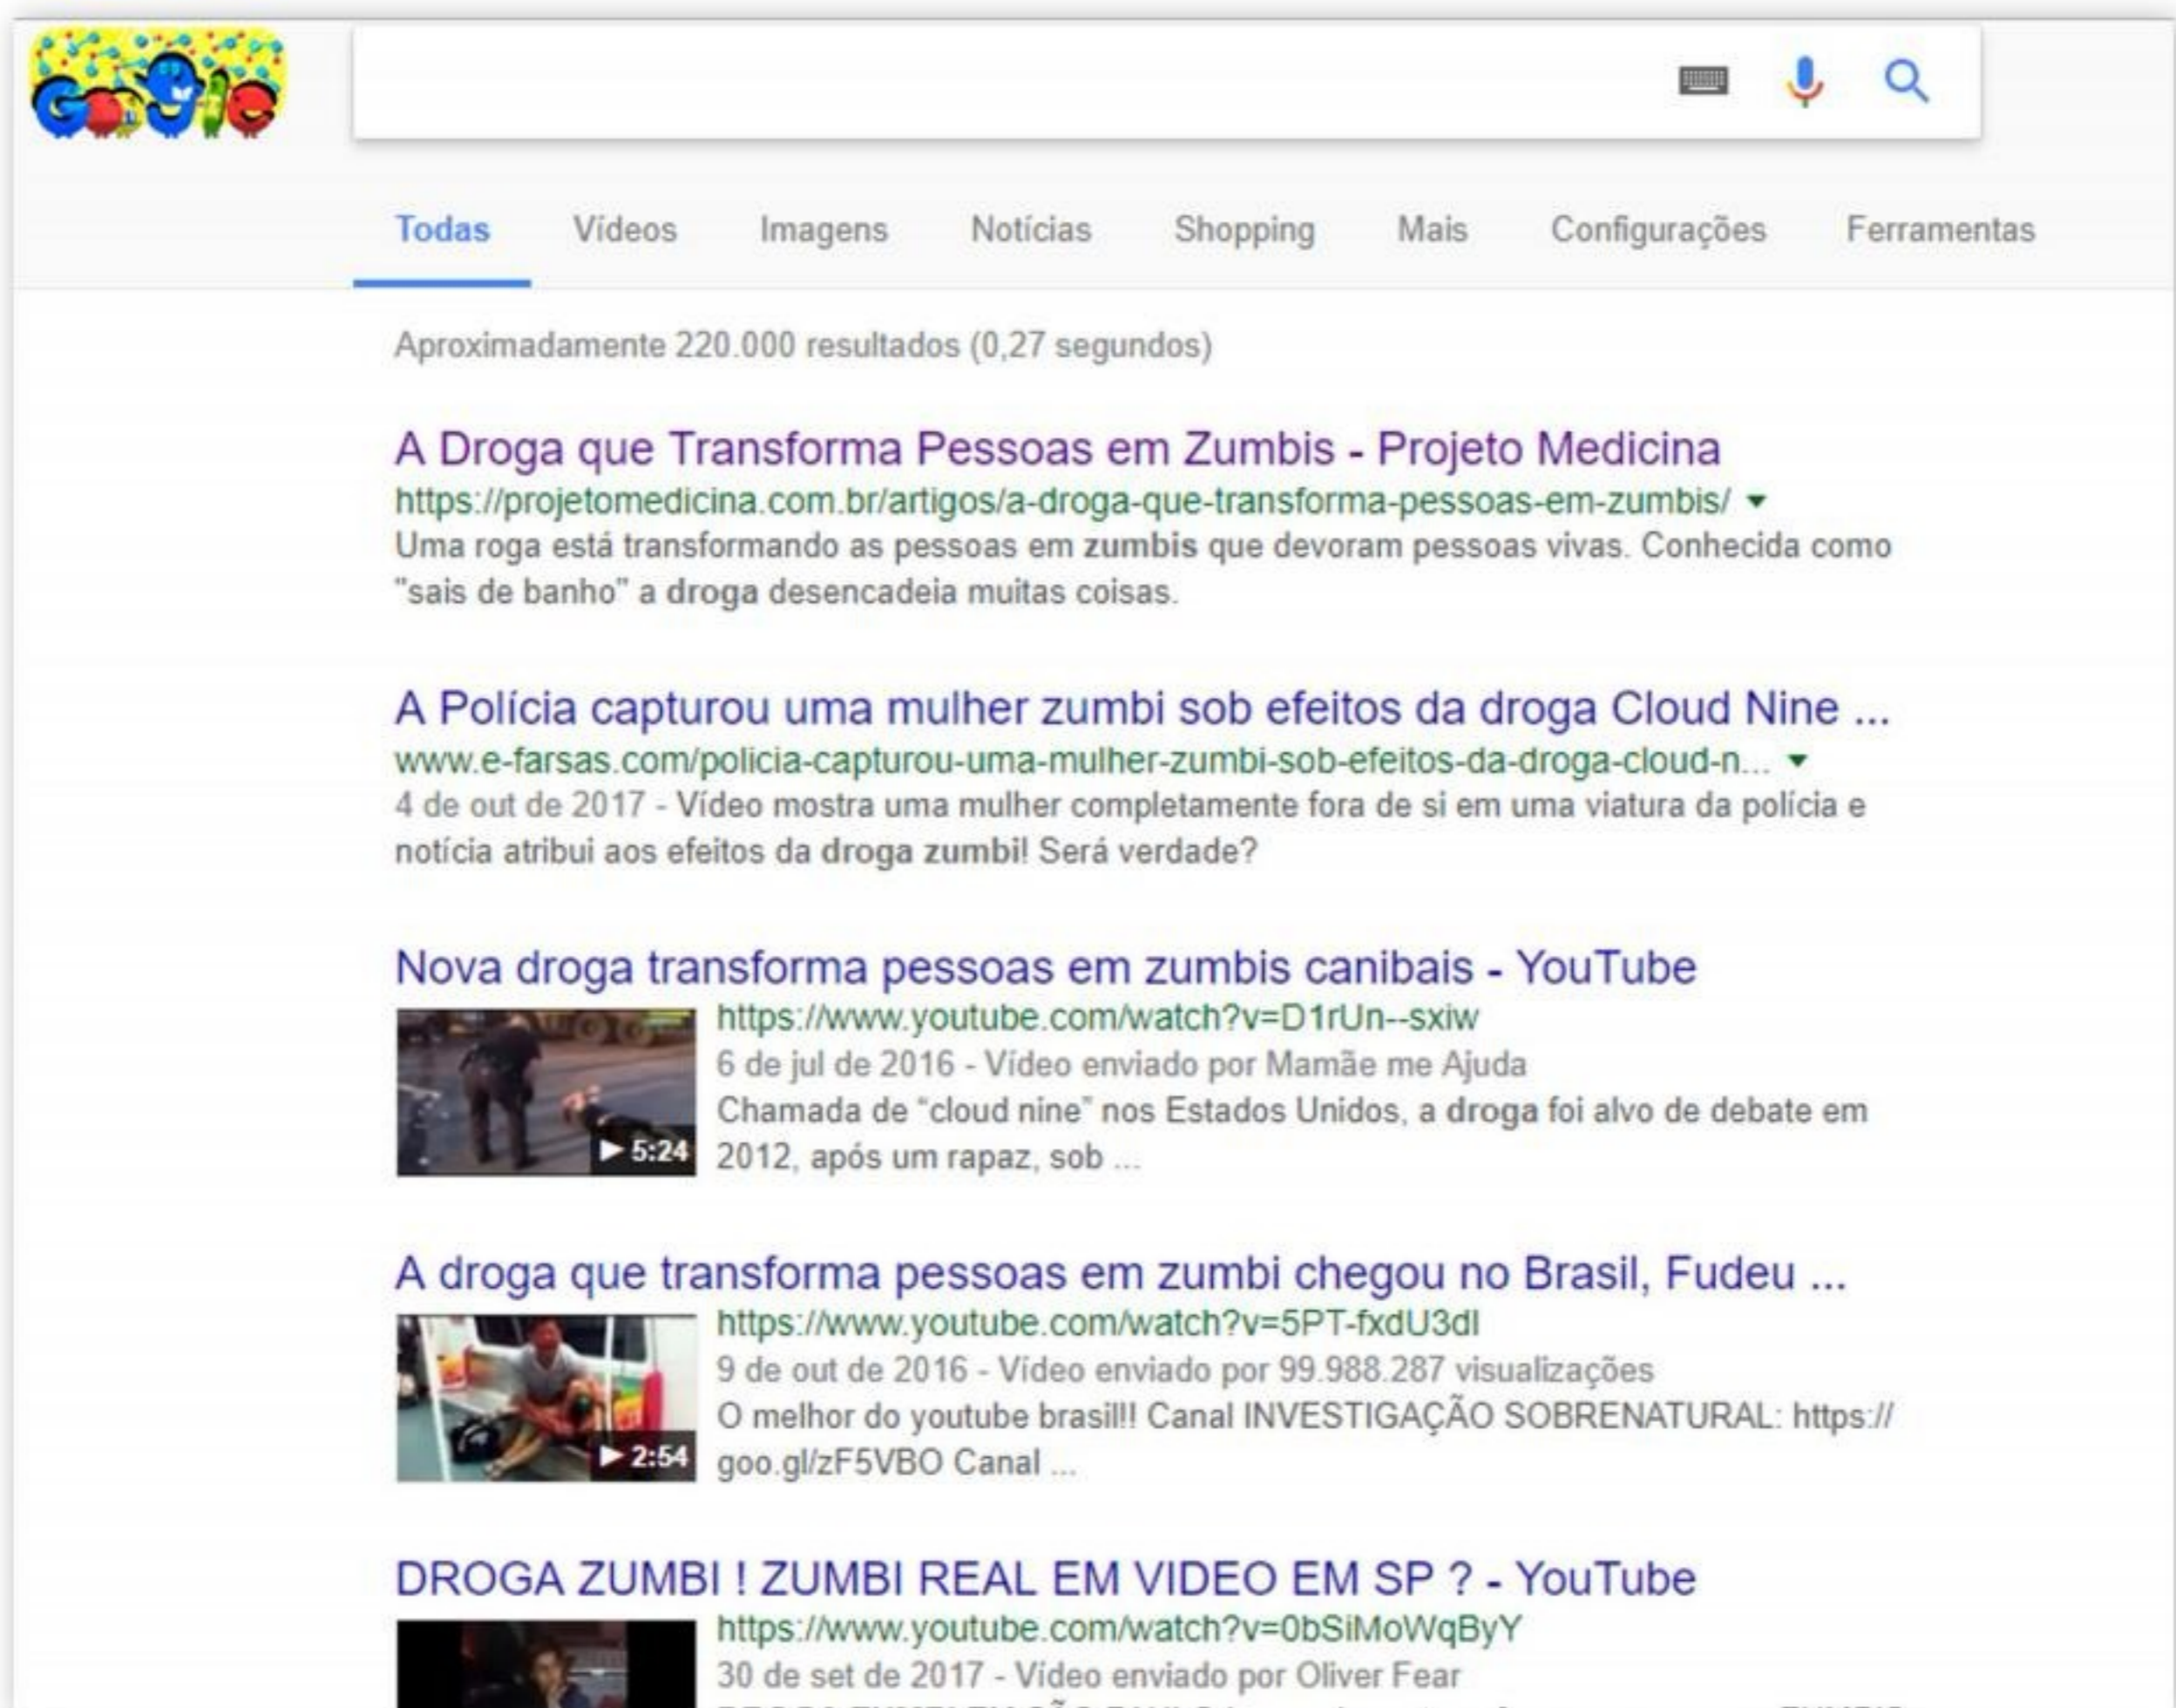 Google
Todas Vídeos Imagens Notícias Shopping Mais Configurações Ferramentas
Aproximadamente 220.000 resultados (0,27 segundos)
A Droga que Transforma Pessoas em Zumbis - Projeto Medicina
https://projetomedicina.com.br/artigos/a-droga-que-transforma-pessoas-em-zumbis/
Uma roga está transformando as pessoas em zumbis que devoram pessoas vivas. Conhecida como
"sais de banho" a droga desencadeia muitas coisas.
A Polícia capturou uma mulher zumbi sob efeitos da droga Cloud Nine ...
www.e-farsas.com/policia-capturou-uma-mulher-zumbi-sob-efeitos-da-droga-cloud-n...
4 de out de 2017 - Vídeo mostra uma mulher completamente fora de si em uma viatura da polícia e
notícia atribui aos efeitos da droga zumbi! Será verdade?
Nova droga transforma pessoas em zumbis canibais - YouTube
https://www.youtube.com/watch?v=D1rUn--sxiw
6 de jul de 2016 - Vídeo enviado por Mamãe me Ajuda
Chamada de “cloud nine” nos Estados Unidos, a droga foi alvo de debate em
5:24 2012, após um rapaz, sob ...
A droga que transforma pessoas em zumbi chegou no Brasil, Fudeu ...
https://www.youtube.com/watch?v=5PT-fxdU3dI
9 de out de 2016 - Vídeo enviado por 99.988.287 visualizações
O melhor do youtube brasil!! Canal INVESTIGAÇÃO SOBRENATURAL: https://
2:54 goo.gl/zF5VBO Canal ...
DROGA ZUMBI ! ZUMBI REAL EM VIDEO EM SP ? - YouTube
https://www.youtube.com/watch?v=0bSiMoWqByY
30 de set de 2017 - Vídeo enviado por Oliver Fear